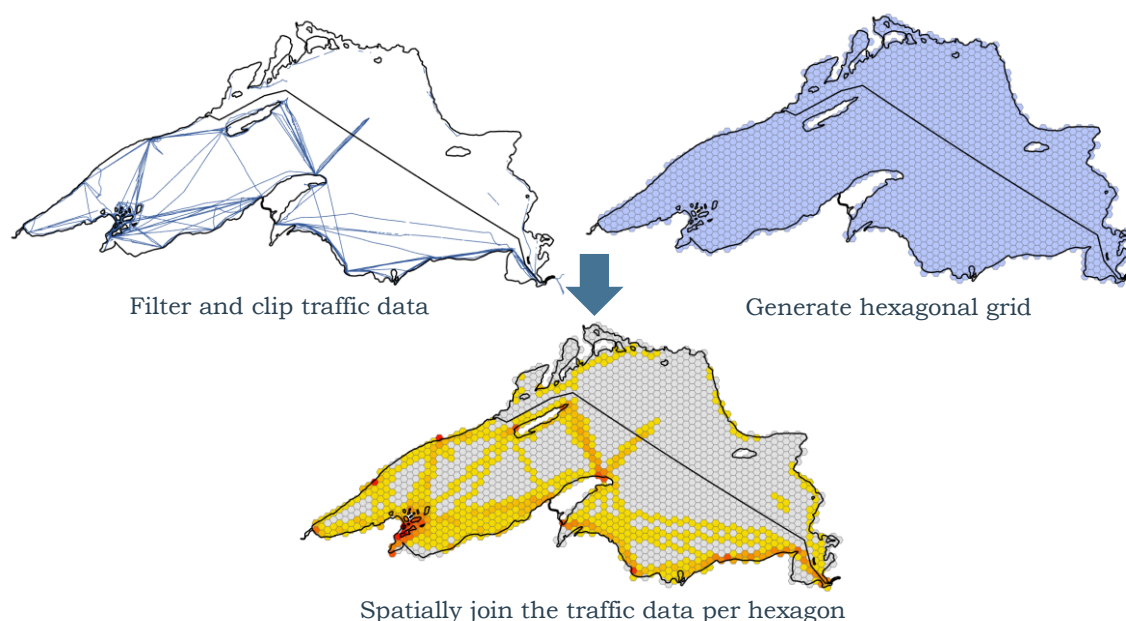 Filter and clip traffic data
Generate hexagonal grid
Spatially join the traffic data per hexagon